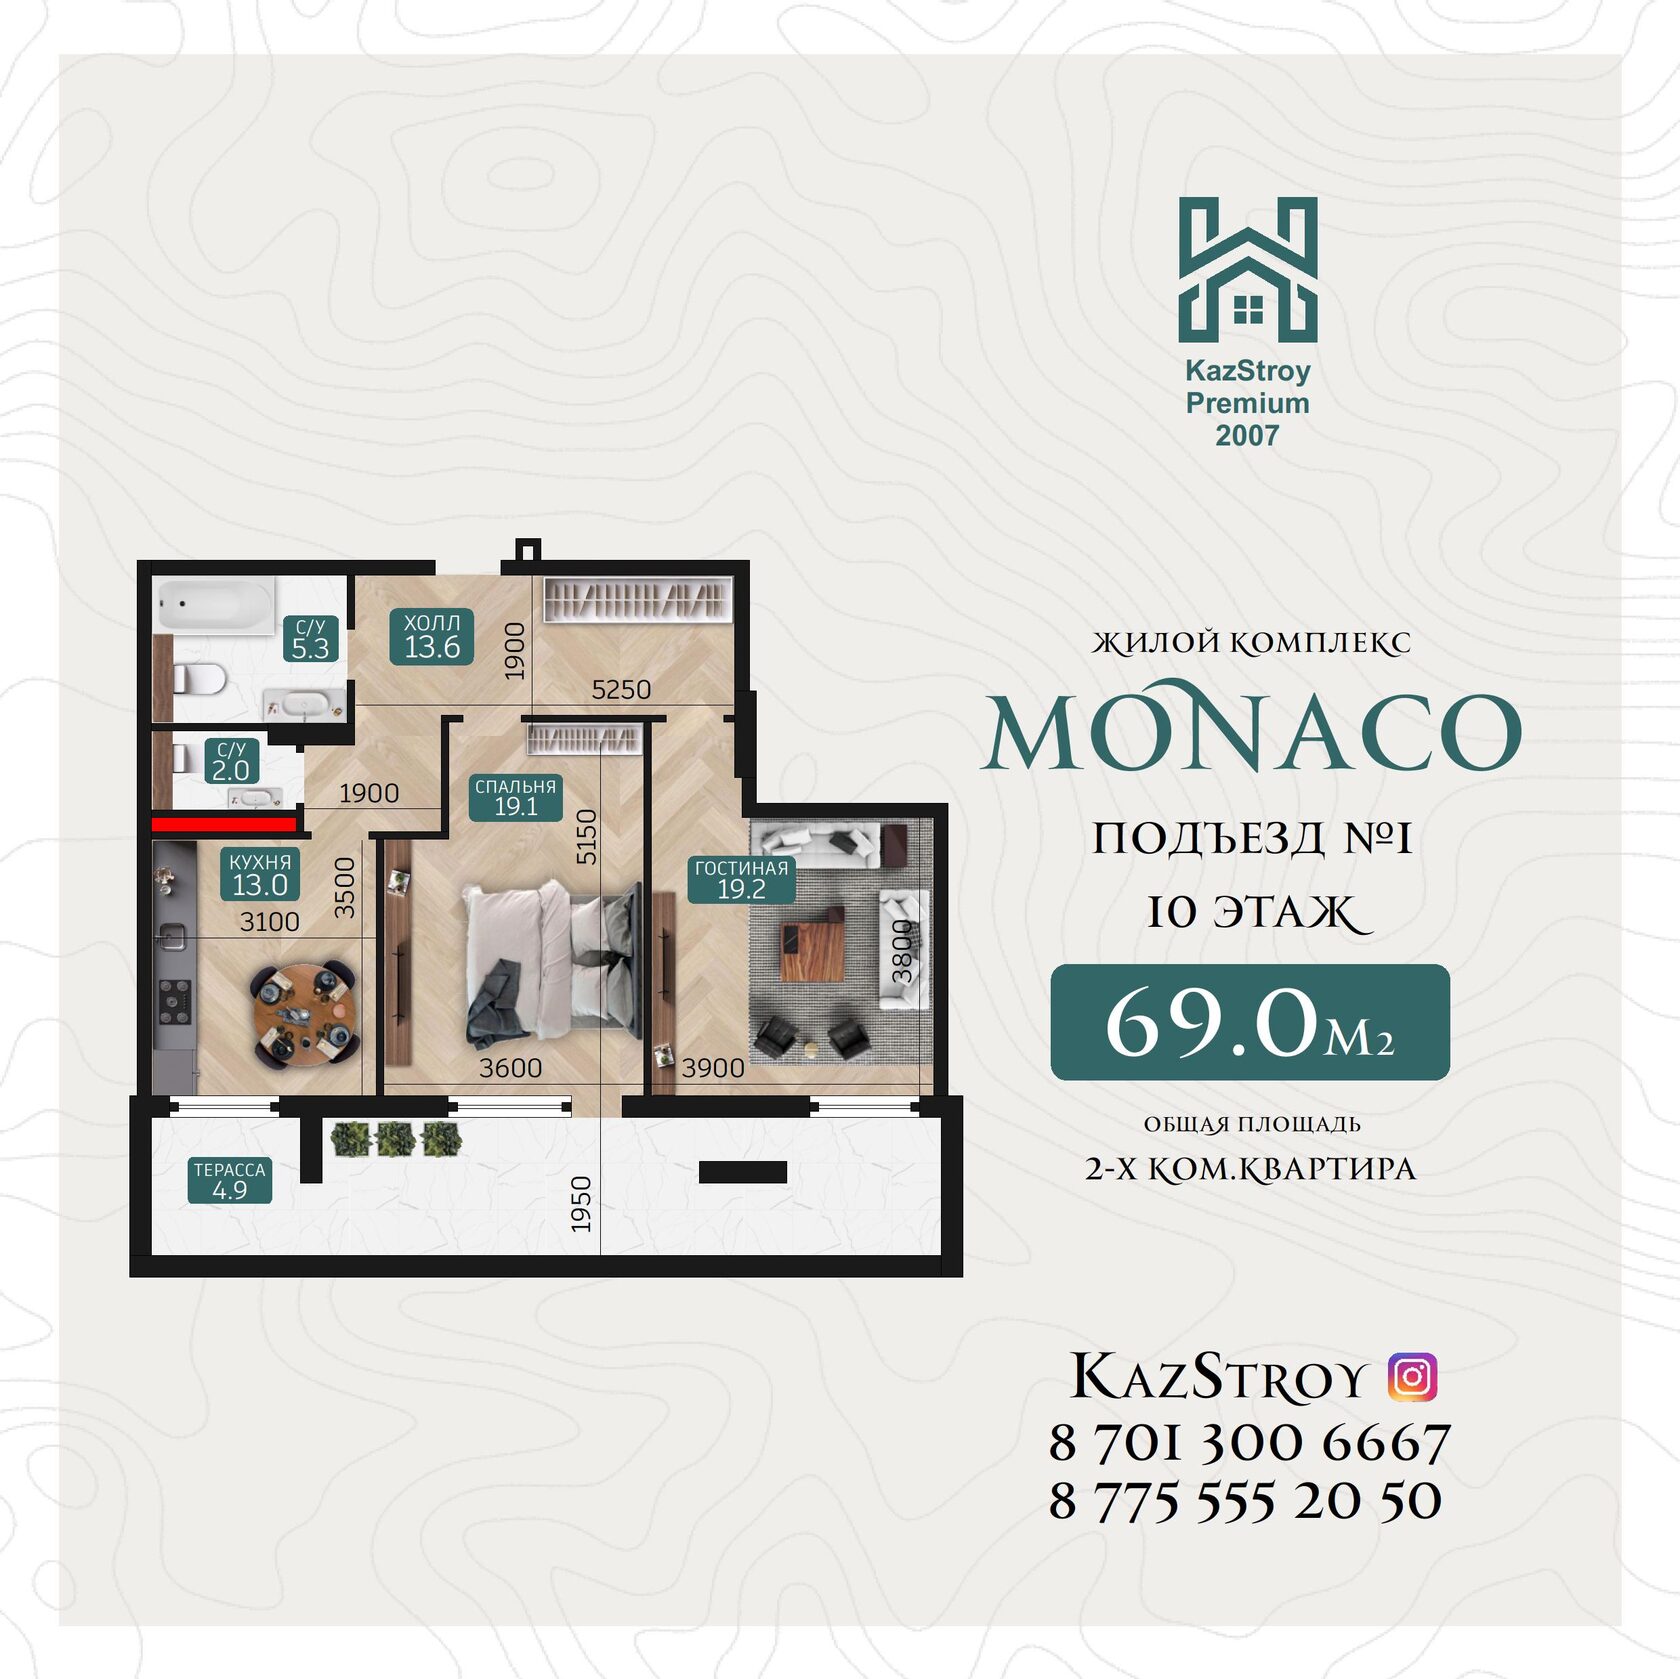 KazStroy
Premium
2007
ЖИЛОЙ КОМПЛЕКС
MONACO
ПОДЪЕЗД №1
10 ЭТАЖ
69.0М2
ОБЩАЯ ПЛОЩАДЬ
2-Х КОМ.КВАРТИРА
С/У
5.3
ХОЛЛ
13.6
1900
5250
С/У
2.0
1900
СПАЛЬНЯ
19.1
5150
КУХНЯ
13.0
3500
3100
ГОСТИНАЯ
19.2
3800
3600
3900
ТЕРАССА
4.9
1950
KAZSTROY
8 701 300 6667
8 775 555 20 50